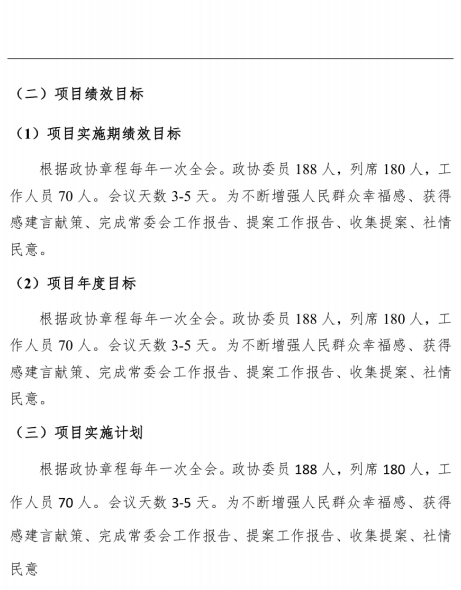 （二）项目绩效目标
（1）项目实施期绩效目标
根据政协章程每年一次全会。政协委员 188 人，列席 180 人，工
作人员 70 人。会议天数 3-5 天。为不断增强人民群众幸福感、获得
感建言献策、完成常委会工作报告、提案工作报告、收集提案、社情
民意。
（2）项目年度目标
根据政协章程每年一次全会。政协委员 188 人，列席 180 人，工
作人员 70 人。会议天数 3-5 天。为不断增强人民群众幸福感、获得
感建言献策、完成常委会工作报告、提案工作报告、收集提案、社情
民意。
（三）项目实施计划
根据政协章程每年一次全会。政协委员 188 人，列席 180 人，工
作人员 70 人。会议天数 3-5 天。为不断增强人民群众幸福感、获得
感建言献策、完成常委会工作报告、提案工作报告、收集提案、社情
民意